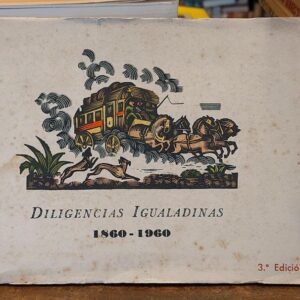 DILIGENCIAS IGUALADINAS
1860-1960
3.ª Edició